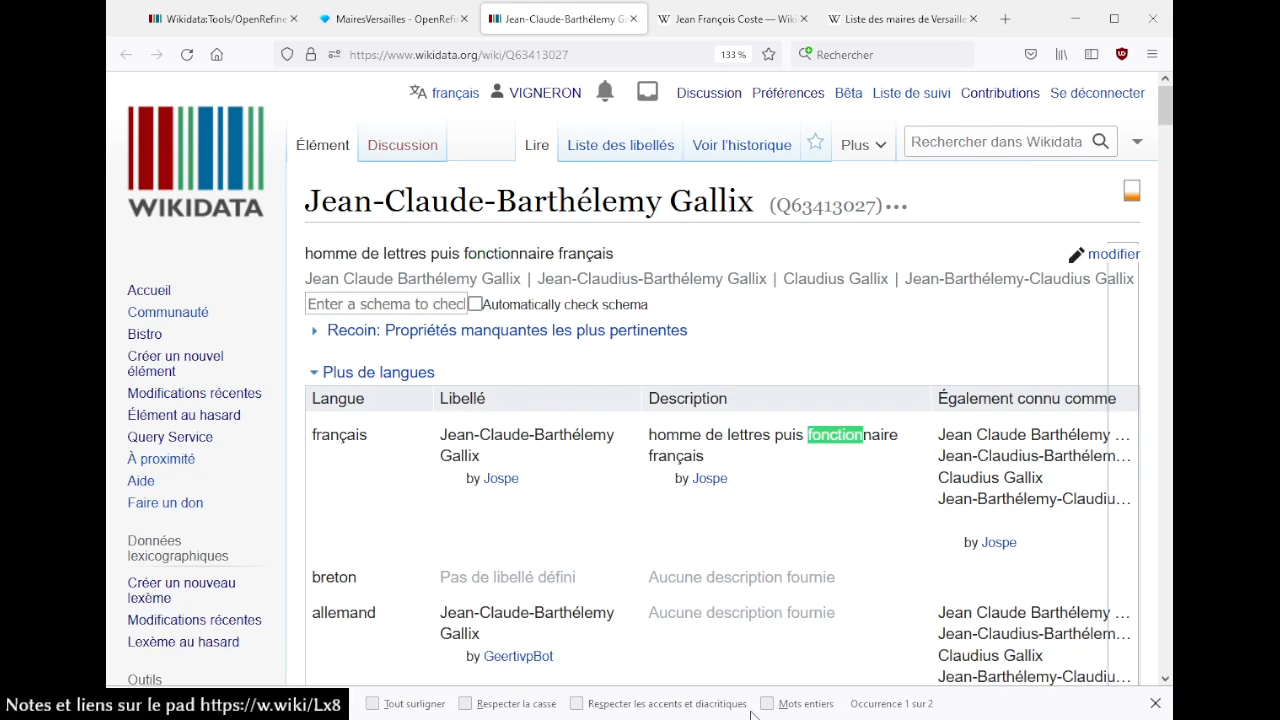 Wikidata:Tools/OpenRefine
MairesVersailles - OpenRefi
Jean-Claude-Barthélemy G
Jean François Coste — Wiki
Liste des maires de Versaille
https://www.wikidata.org/wiki/Q63413027
133 %
Rechercher
français
VIGNERON
Discussion
Préférences
Bêta
Liste de suivi
Contributions
Se déconnecter
WIKIDATA
Élément
Discussion
Lire
Liste des libellés
Voir l'historique
Plus
Rechercher dans Wikidata
Jean-Claude-Barthélemy Gallix (Q63413027)
homme de lettres puis fonctionnaire français
modifier
Jean Claude Barthélemy Gallix | Jean-Claudius-Barthélemy Gallix | Claudius Gallix | Jean-Barthélemy-Claudius Gallix
Enter a schema to checl
Automatically check schema
Recoin: Propriétés manquantes les plus pertinentes
Plus de langues
Langue
Libellé
Description
Également connu comme
français
Jean-Claude-Barthélemy
Gallix
by Jospe
homme de lettres puis fonctionnaire
français
by Jospe
Jean Claude Barthélemy ...
Jean-Claudius-Barthélem...
Claudius Gallix
Jean-Barthélemy-Claudiu...
by Jospe
breton
Pas de libellé défini
Aucune description fournie
allemand
Jean-Claude-Barthélemy
Gallix
by GeertivpBot
Aucune description fournie
Jean Claude Barthélemy ...
Jean-Claudius-Barthélem...
Claudius Gallix
Jean-Barthélemy-Claudiu...
Accueil
Communauté
Bistro
Créer un nouvel
élément
Modifications récentes
Élément au hasard
Query Service
À proximité
Aide
Faire un don
Données
lexicographiques
Créer un nouveau
lexème
Modifications récentes
Lexème au hasard
Outils
Notes et liens sur le pad https://w.wiki/Lx8
Tout surligner
Respecter la casse
Respecter les accents et diacritiques
Mots entiers
Occurrence 1 sur 2